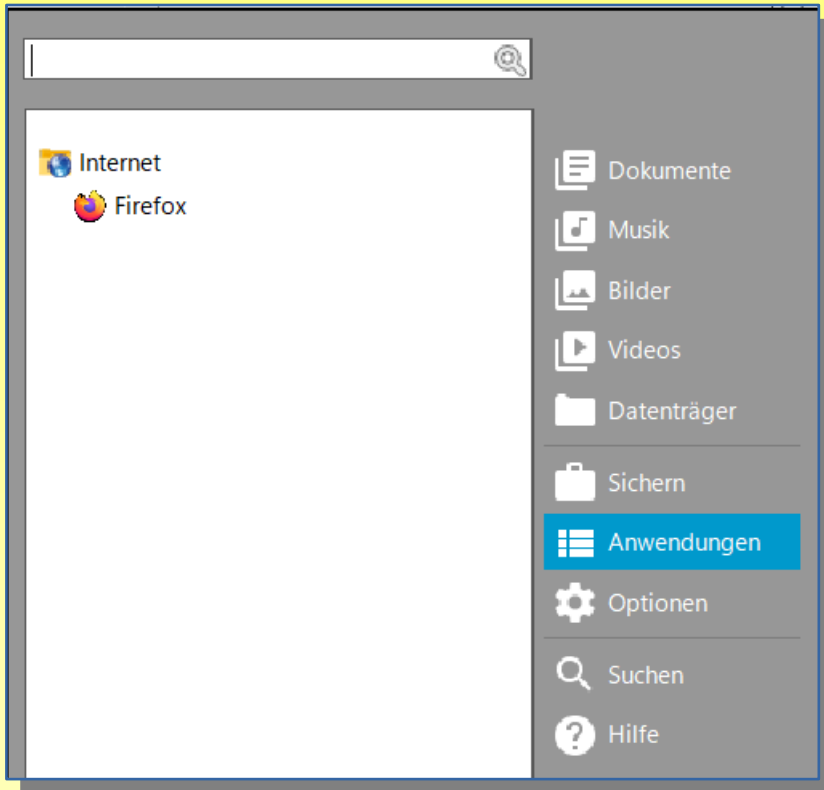 Internet
Firefox
Dokumente
Musik
Bilder
Videos
Datenträger
Sichern
Anwendungen
Optionen
Suchen
Hilfe